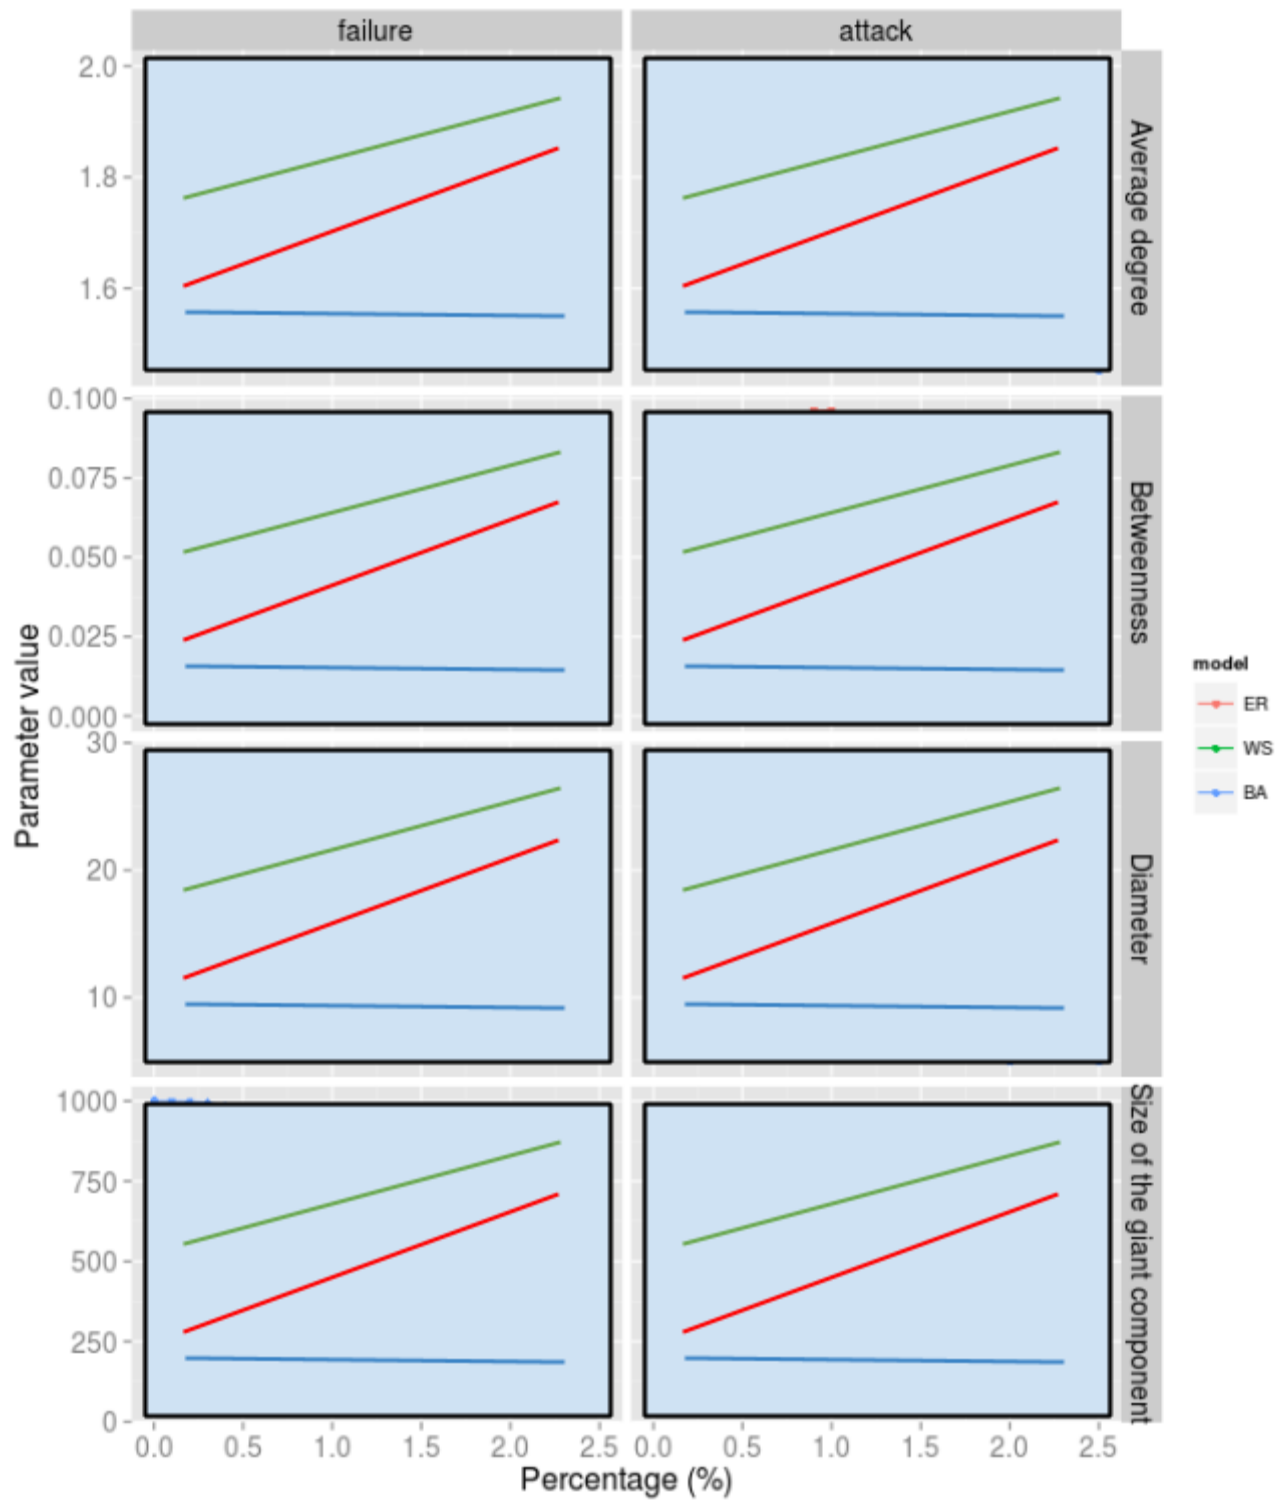 failure
attack
2.0
1.8
1.6
Average degree
0.100
0.075
0.050
0.025
0.000
Betweenness
30
20
10
Diameter
1000
750
500
250
0
Size of the giant component
0.0 0.5 1.0 1.5 2.0 2.5
0.0 0.5 1.0 1.5 2.0 2.5
Percentage (%)
Parameter value
model
ER
WS
BA